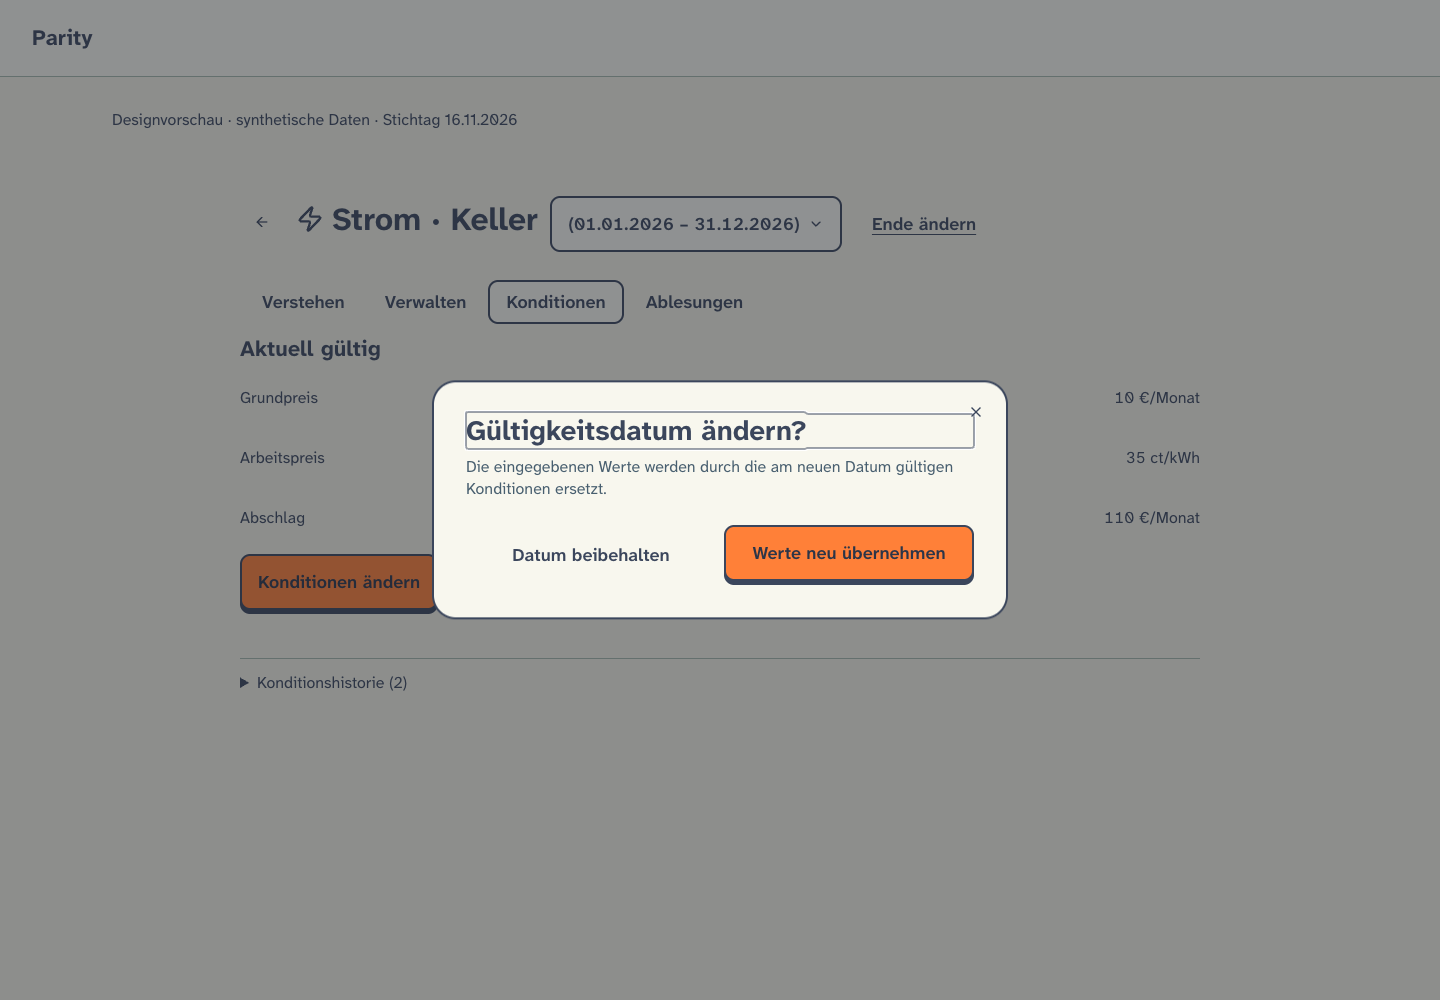 Parity
Designvorschau · synthetische Daten · Stichtag 16.11.2026
Strom · Keller
(01.01.2026 – 31.12.2026)
Ende ändern
Verstehen
Verwalten
Konditionen
Ablesungen
Aktuell gültig
Grundpreis
10 €/Monat
Arbeitspreis
35 ct/kWh
Abschlag
110 €/Monat
Konditionen ändern
Gültigkeitsdatum ändern?
Die eingegebenen Werte werden durch die am neuen Datum gültigen
Konditionen ersetzt.
Datum beibehalten
Werte neu übernehmen
Konditionshistorie (2)